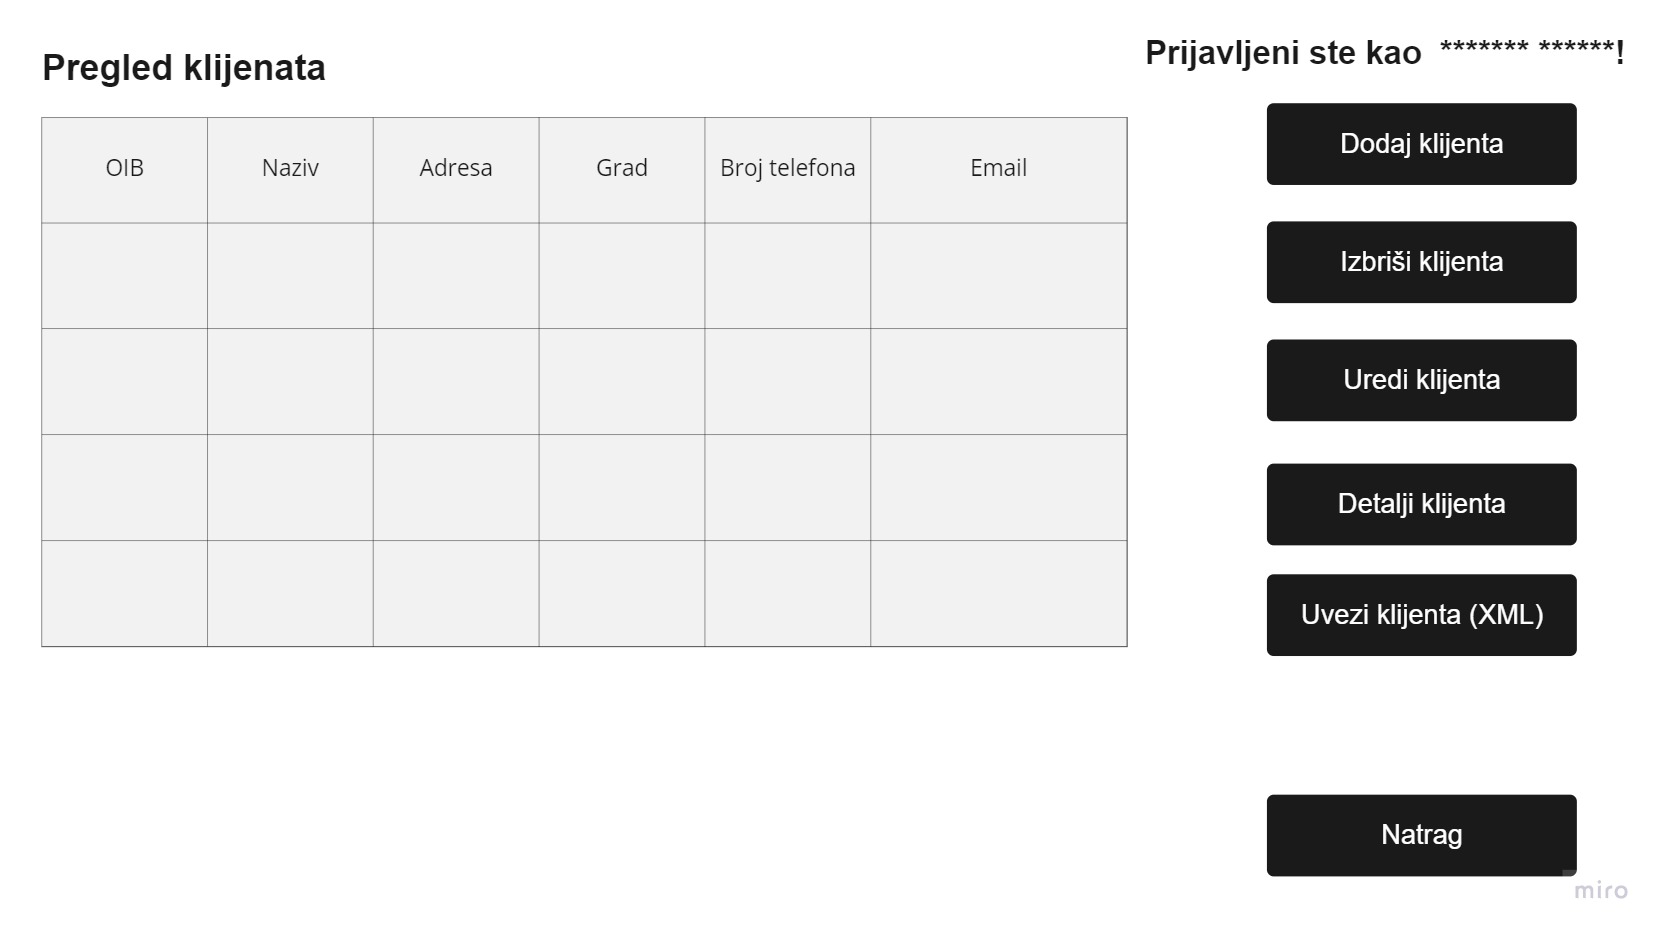 Pregled klijenata
Prijavljeni ste kao ******* ******!
OIB Naziv Adresa Grad Broj telefona Email
Dodaj klijenta
Izbriši klijenta
Uredi klijenta
Detalji klijenta
Uvezi klijenta (XML)
Natrag
miro